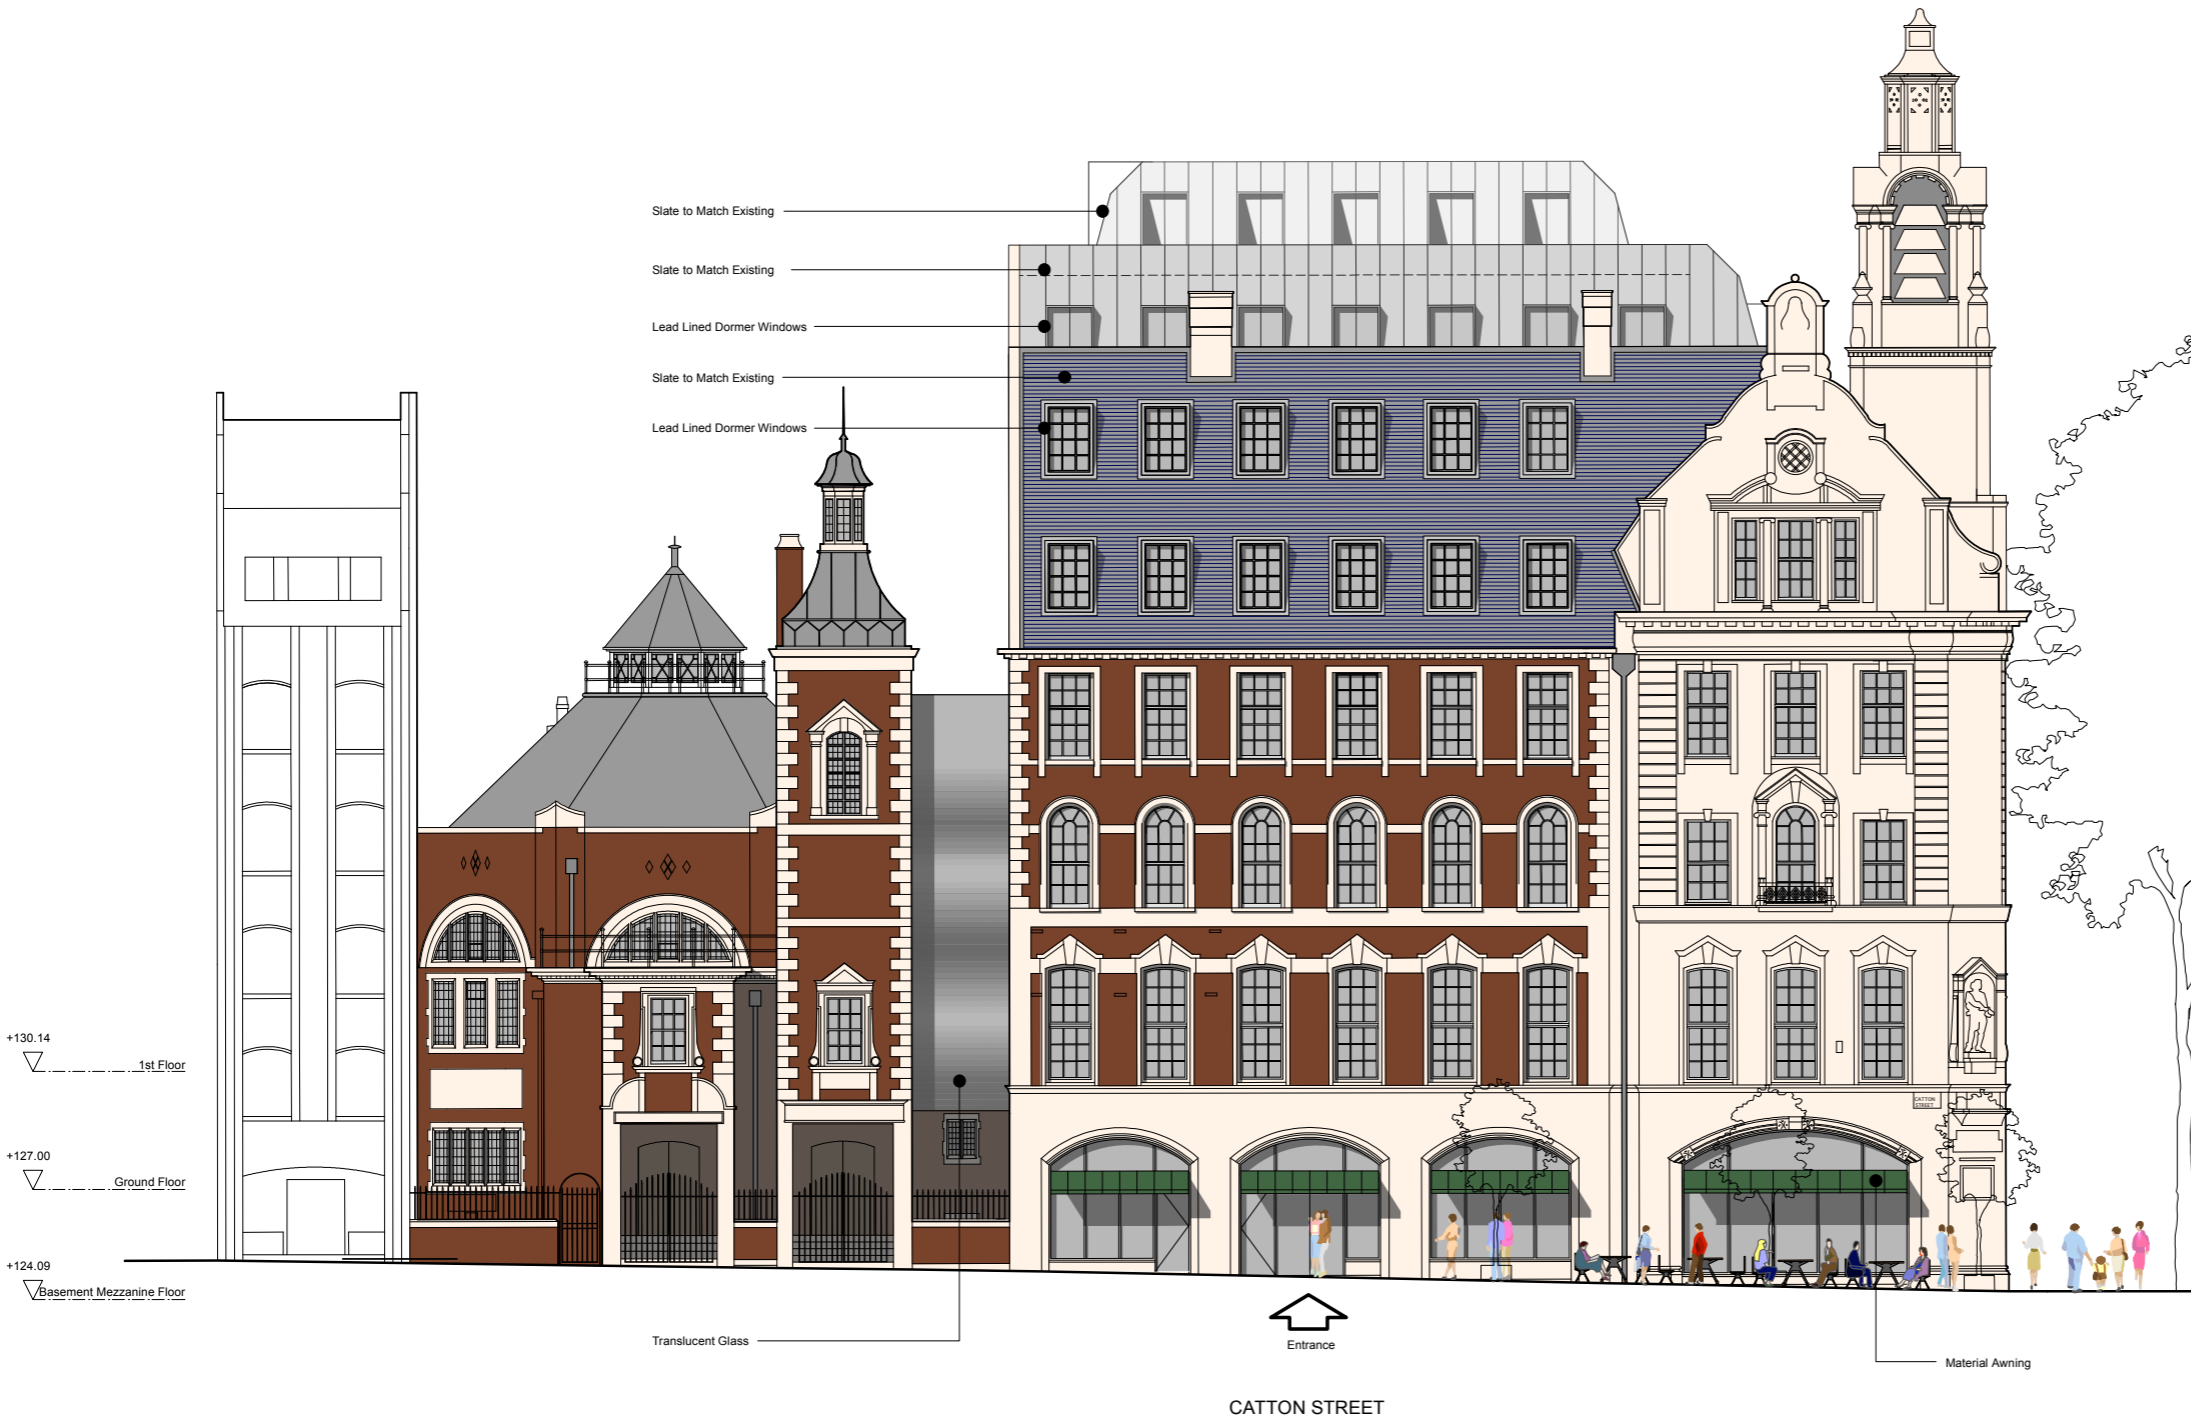 Slate to Match Existing
Slate to Match Existing
Lead Lined Dormer Windows
Slate to Match Existing
Lead Lined Dormer Windows
+130.14
1st Floor
CATTON
STREET
+127.00
Ground Floor
+124.09
Basement Mezzanine Floor
Translucent Glass
Entrance
Material Awning
CATTON STREET